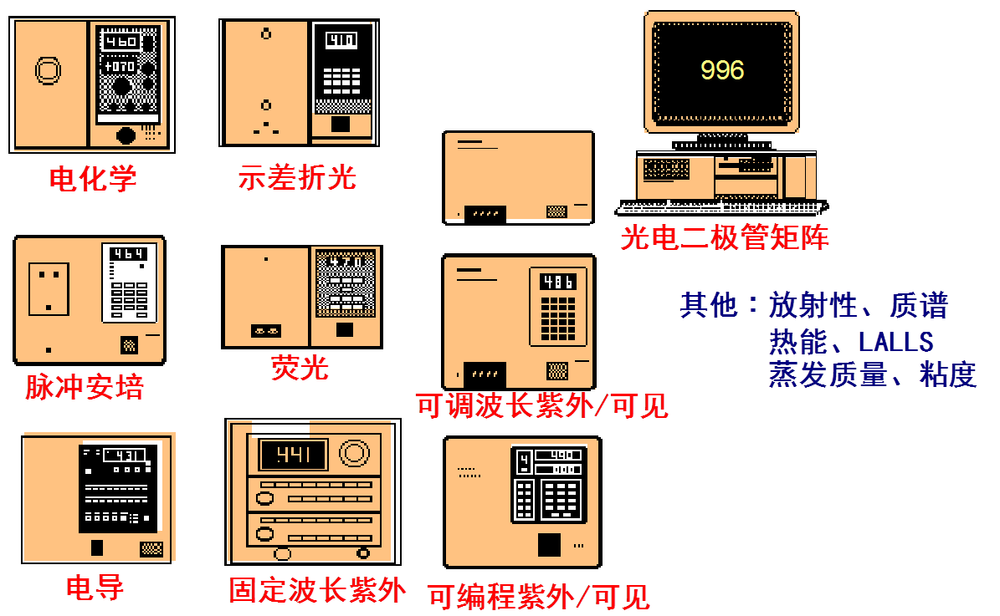 460
+070
电化学
410
示差折光
996
光电二极管矩阵
464
脉冲安培
470
荧光
486
可调波长紫外/可见
其他：放射性、质谱
热能、LALLS
蒸发质量、粘度
431
电导
441
固定波长紫外
4
490
000
可编程紫外/可见